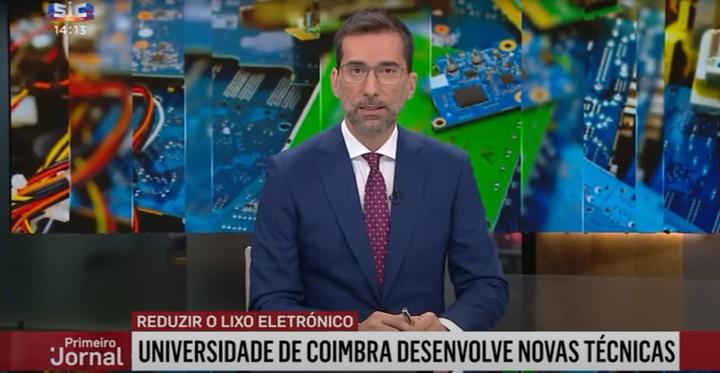 SIC
14:13
REDUZIR O LIXO ELETRÓNICO
Primeiro
Jornal
UNIVERSIDADE DE COIMBRA DESENVOLVE NOVAS TÉCNICAS